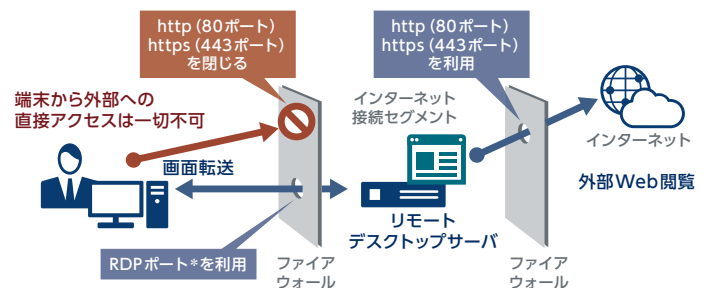 http（80ポート）
https（443ポート）
を閉じる
http（80ポート）
https（443ポート）
を利用
端末から外部への
直接アクセスは一切不可
インターネット
接続セグメント
インターネット
画面転送
外部Web閲覧
リモート
デスクトップサーバ
RDPポート*を利用
ファイア
ウォール
ファイア
ウォール